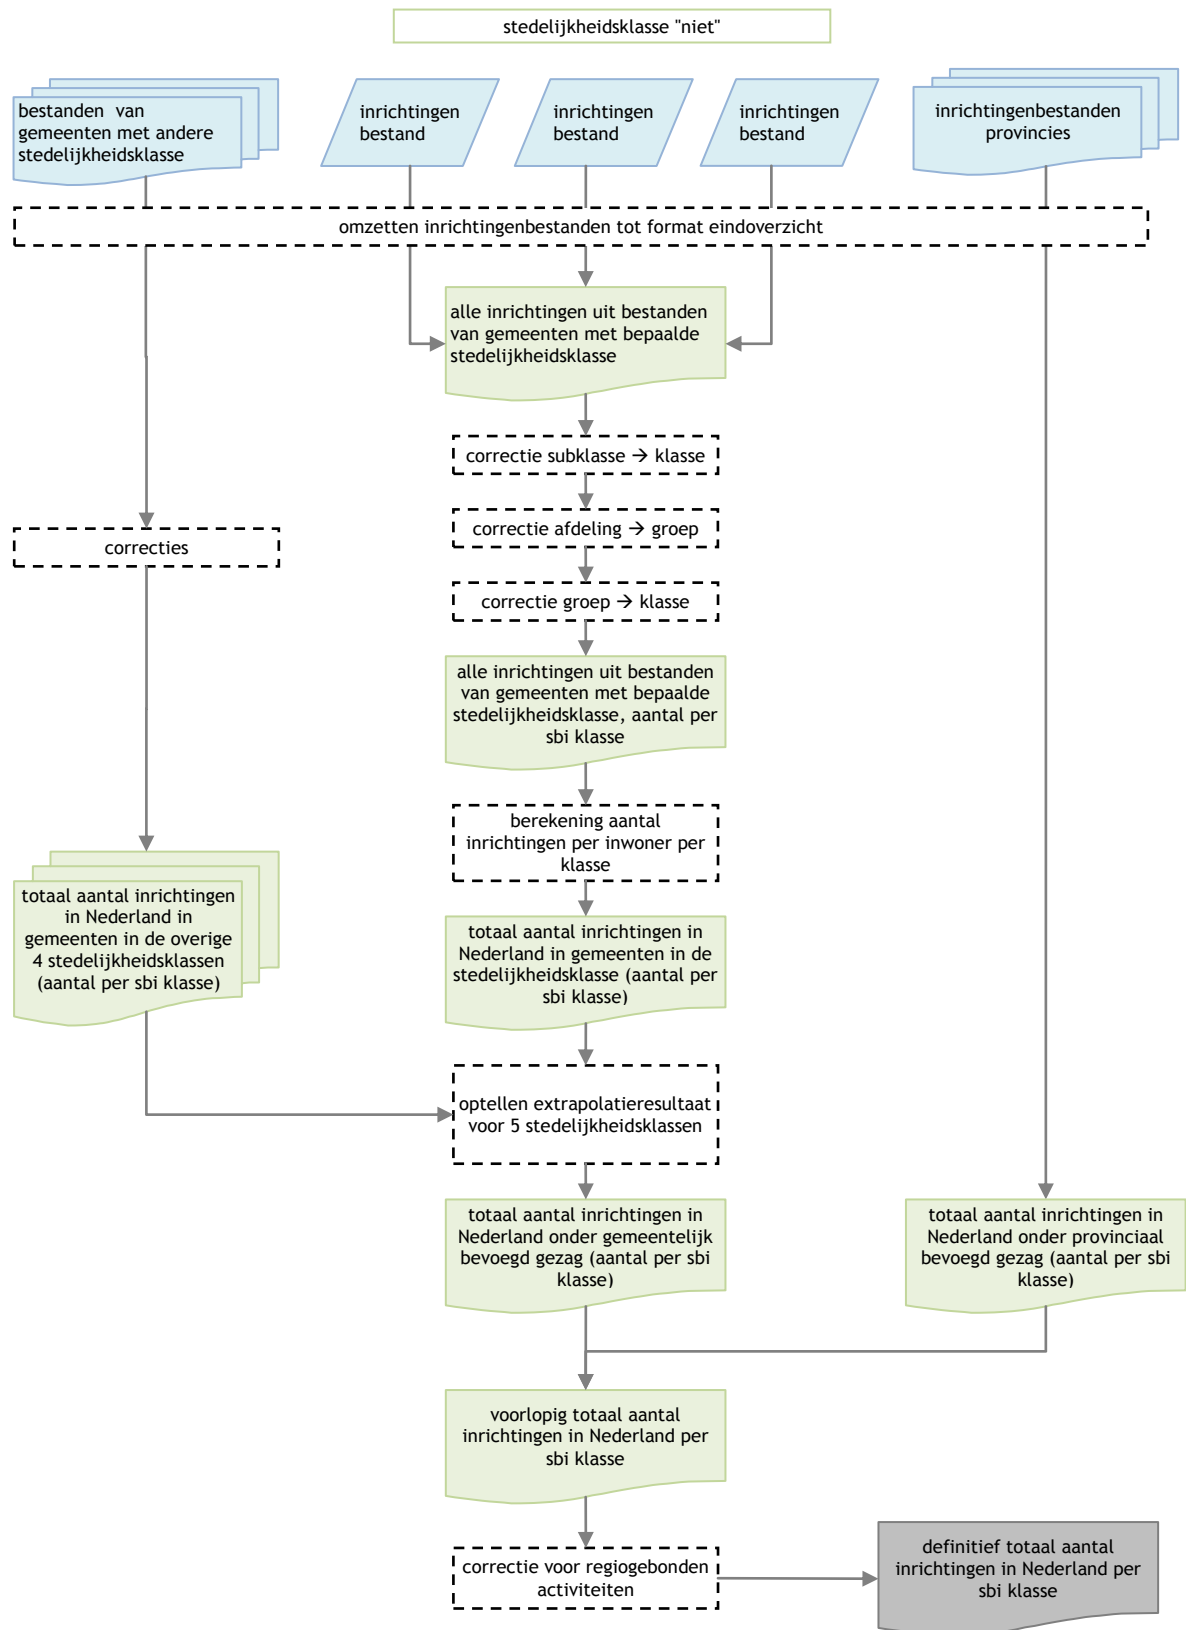 stedelijkheidsklasse "niet"
bestanden van
gemeenten met andere
stedelijkheidsklasse
inrichtingen
bestand
inrichtingen
bestand
inrichtingen
bestand
inrichtingenbestanden
provincies
omzetten inrichtingenbestanden tot format eindoverzicht
alle inrichtingen uit bestanden
van gemeenten met bepaalde
stedelijkheidsklasse
correctie subklasse → klasse
correctie afdeling → groep
correcties
correctie groep → klasse
alle inrichtingen uit bestanden
van gemeenten met bepaalde
stedelijkheidsklasse, aantal per
sbi klasse
berekening aantal
inrichtingen per inwoner per
klasse
totaal aantal inrichtingen
in Nederland in
gemeenten in de overige
4 stedelijkheidsklassen
(aantal per sbi klasse)
totaal aantal inrichtingen in
Nederland in gemeenten in de
stedelijkheidsklasse (aantal per
sbi klasse)
optellen extrapolatieresultaat
voor 5 stedelijkheidsklassen
totaal aantal inrichtingen in
Nederland onder gemeentelijk
bevoegd gezag (aantal per sbi
klasse)
totaal aantal inrichtingen in
Nederland onder provinciaal
bevoegd gezag (aantal per sbi
klasse)
voorlopig totaal aantal
inrichtingen in Nederland per
sbi klasse
correctie voor regiogebonden
activiteiten
definitief totaal aantal
inrichtingen in Nederland per
sbi klasse